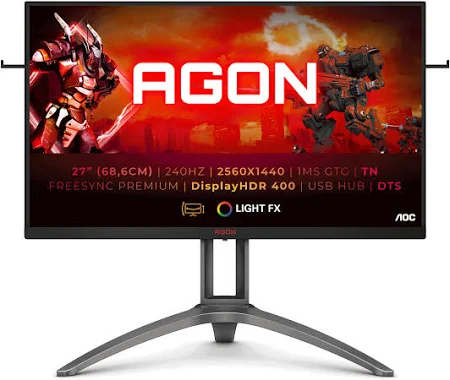 AGON
27" (68,6CM) | 240HZ | 2560X1440 | 1MS GTG | TN
FREESYNC PREMIUM | DisplayHDR 400 | USB HUB | DTS
LIGHT FX
AOC
AGON